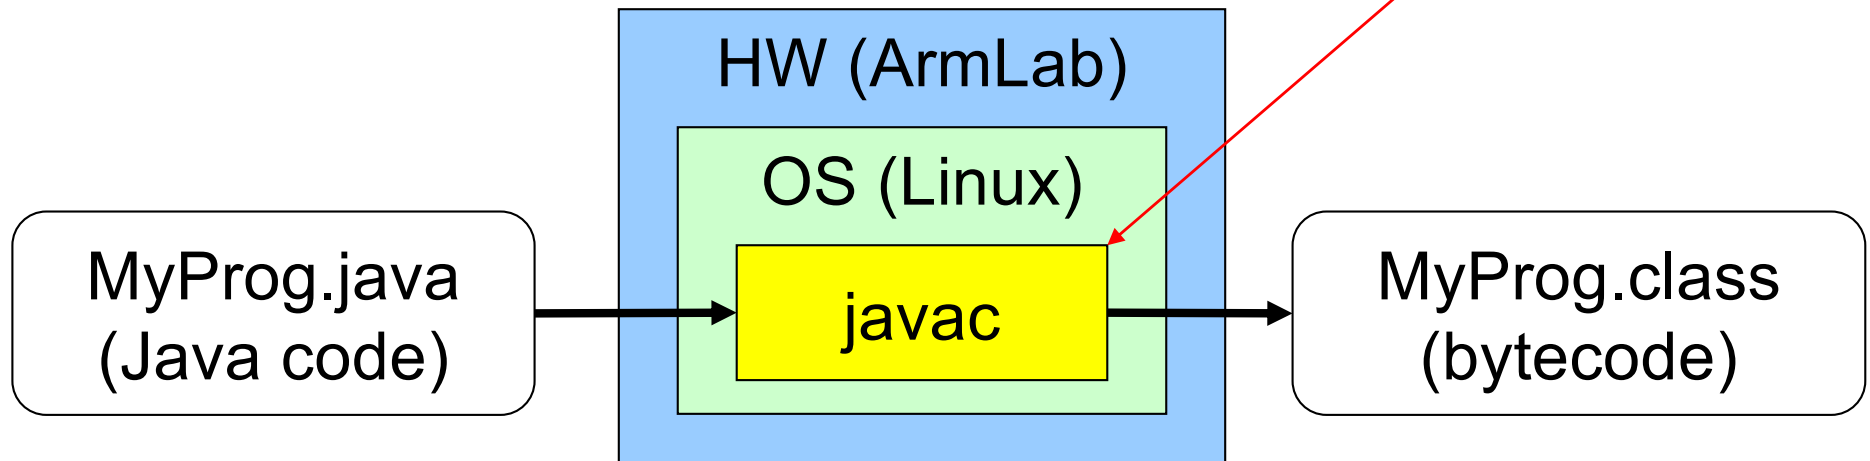 HW (ArmLab)
OS (Linux)
MyProg.java
(Java code)
javac
MyProg.class
(bytecode)